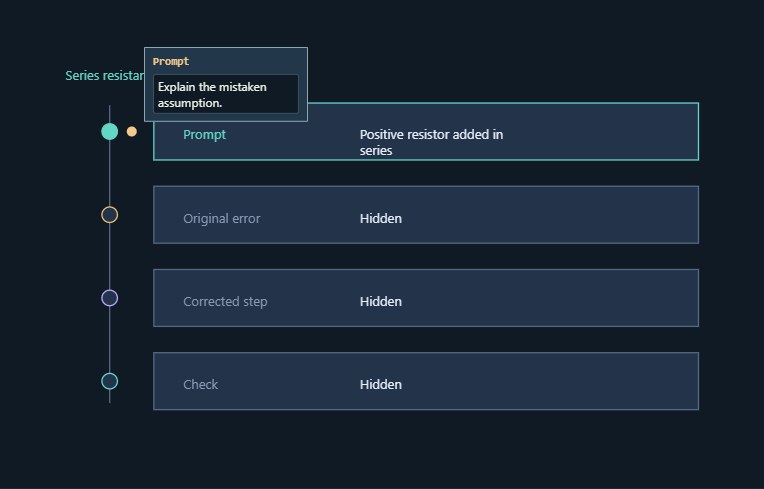 Prompt
Series
Explain the mistaken
assumption.
Prompt
Positive resistor added in
series
Original error
Hidden
Corrected step
Hidden
Check
Hidden